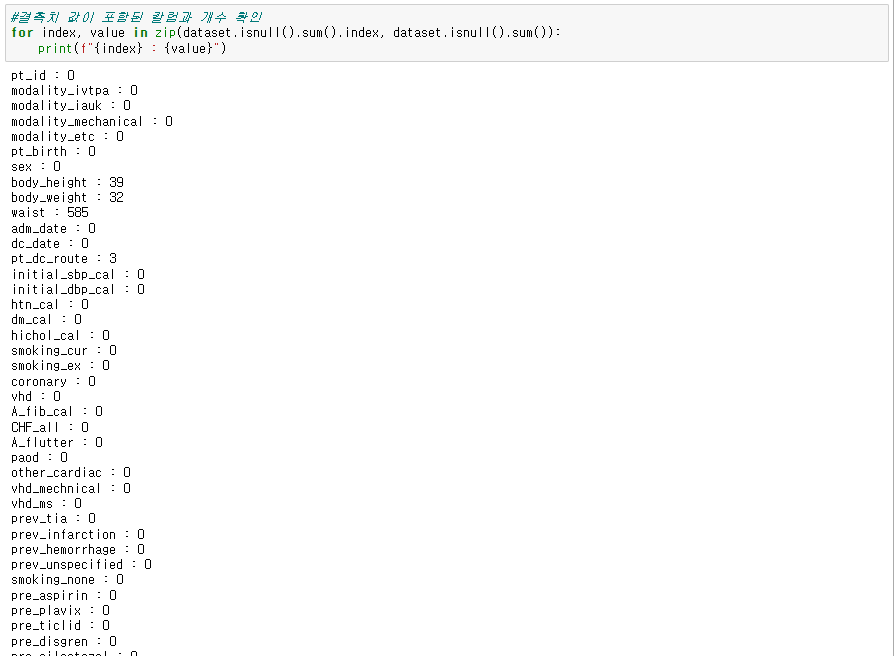 #결측치 값이 포함된 칼럼과 개수 확인
for index, value in zip(dataset.isnull().sum().index, dataset.isnull().sum()):
    print(f"{index} : {value}")
pt_id : 0
modality_ivtpa : 0
modality_iauk : 0
modality_mechanical : 0
modality_etc : 0
pt_birth : 0
sex : 0
body_height : 39
body_weight : 32
waist : 585
adm_date : 0
dc_date : 0
pt_dc_route : 3
initial_sbp_cal : 0
initial_dbp_cal : 0
htn_cal : 0
dm_cal : 0
hichol_cal : 0
smoking_cur : 0
smoking_ex : 0
coronary : 0
vhd : 0
A_fib_cal : 0
CHF_all : 0
A_flutter : 0
paod : 0
other_cardiac : 0
vhd_mechnical : 0
vhd_ms : 0
prev_tia : 0
prev_infarction : 0
prev_hemorrhage : 0
prev_unspecified : 0
smoking_none : 0
pre_aspirin : 0
pre_plavix : 0
pre_ticlid : 0
pre_disgren : 0